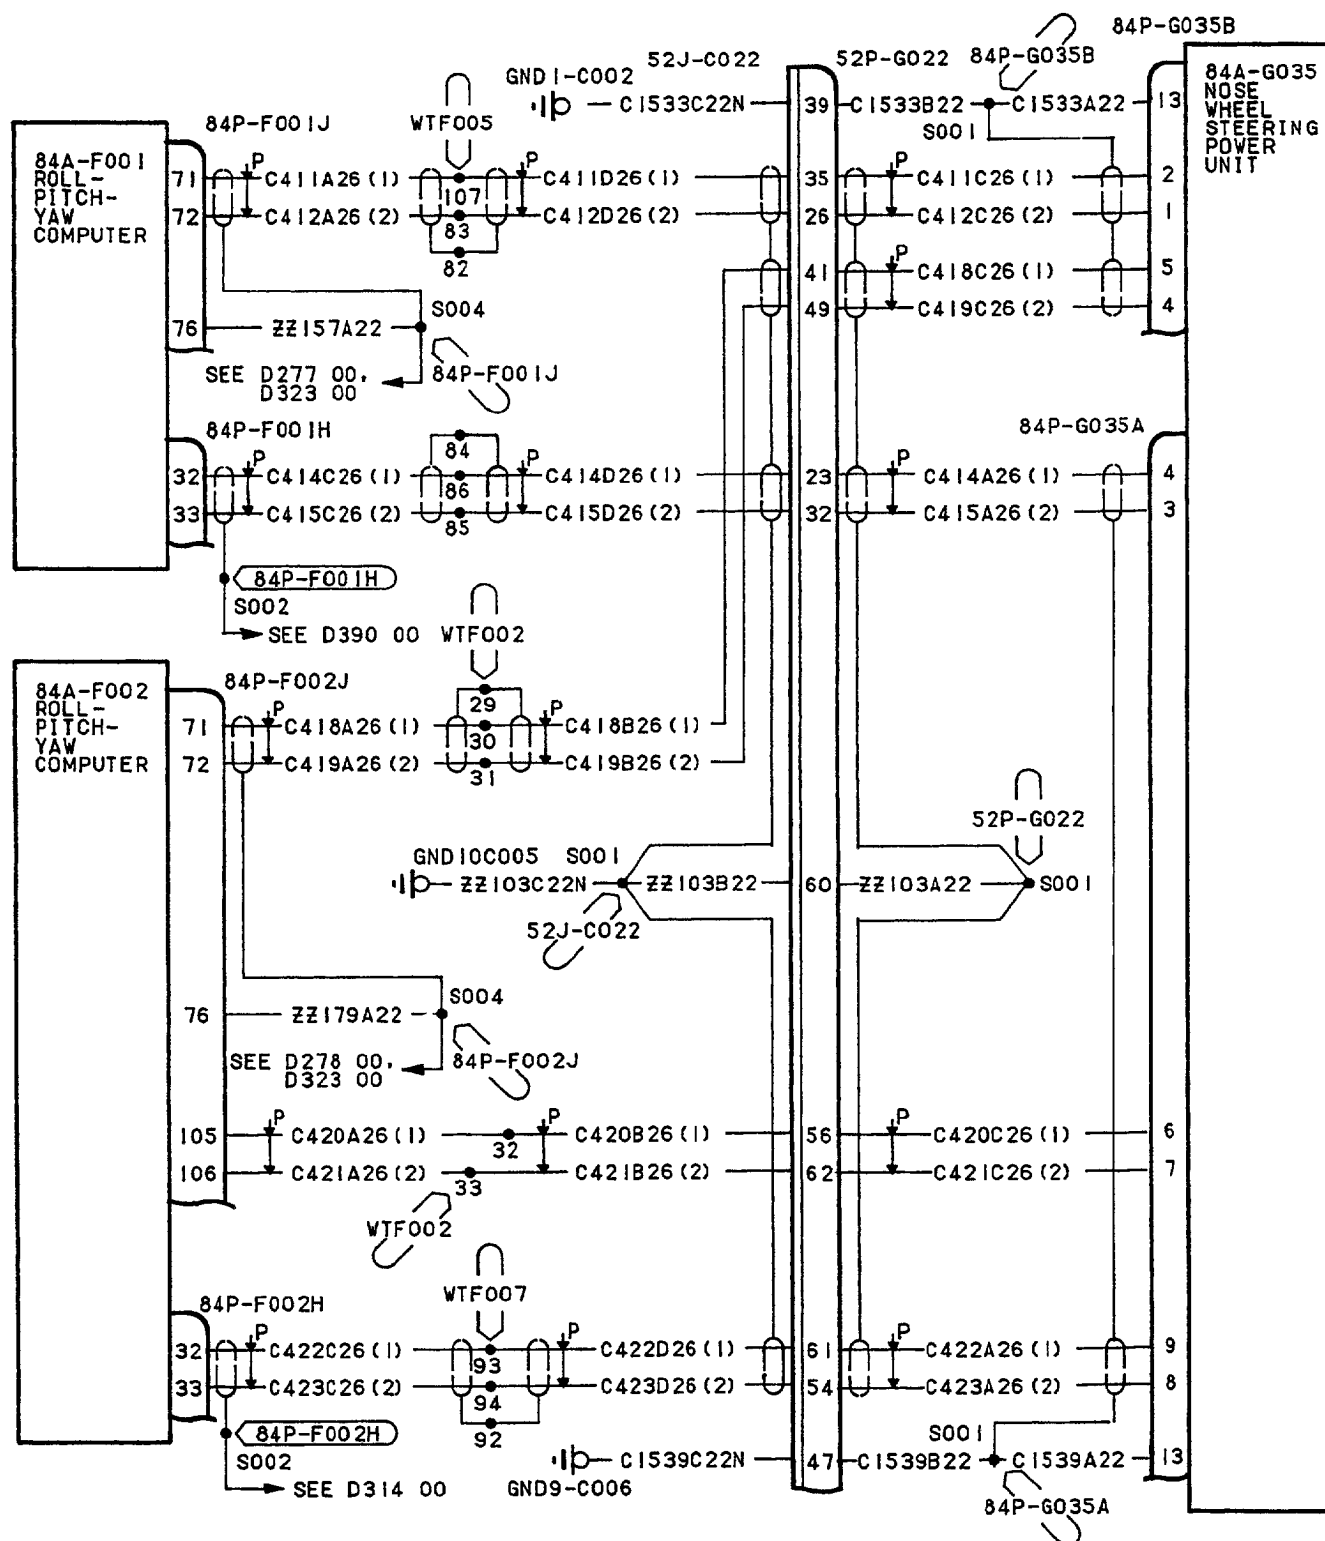 84P-G035B
52J-C022 52P-G022 84P-G035B
GND1-C002
C1533C22N 39 C1533B22 C1533A22 13
S001
84A-G035
NOSE
WHEEL
STEERING
POWER
UNIT
84P-F001J WTF005
84A-F001
ROLL-
PITCH-
YAW
COMPUTER
71 P C411A26(1) 107 P C411D26(1) 35 P C411C26(1) 2
72 C412A26(2) 83 C412D26(2) 26 C412C26(2) 1
82
41 P C418C26(1) 5
49 C419C26(2) 4
S004
76 ZZ157A22
84P-F001J
SEE D277 00,
D323 00
84P-F001H 84P-G035A
84
32 P C414C26(1) 86 P C414D26(1) 23 P C414A26(1) 4
33 C415C26(2) 85 C415D26(2) 32 C415A26(2) 3
84P-F001H
S002
SEE D390 00 WTF002
84A-F002
ROLL-
PITCH-
YAW
COMPUTER
84P-F002J
29
71 P C418A26(1) 30 P C418B26(1)
72 C419A26(2) 31 C419B26(2)
52P-G022
GND10C005 S001
ZZ103C22N ZZ103B22 60 ZZ103A22 S001
52J-C022
S004
76 ZZ179A22
84P-F002J
SEE D278 00,
D323 00
105 P C420A26(1) 32 P C420B26(1) 56 P C420C26(1) 6
106 C421A26(2) 33 C421B26(2) 62 C421C26(2) 7
WTF002
84P-F002H WTF007
32 P C422C26(1) 93 P C422D26(1) 61 P C422A26(1) 9
33 C423C26(2) 94 C423D26(2) 54 C423A26(2) 8
92
84P-F002H
S002
SEE D314 00
S001
GND9-C006 C1539C22N 47 C1539B22 C1539A22 13
84P-G035A